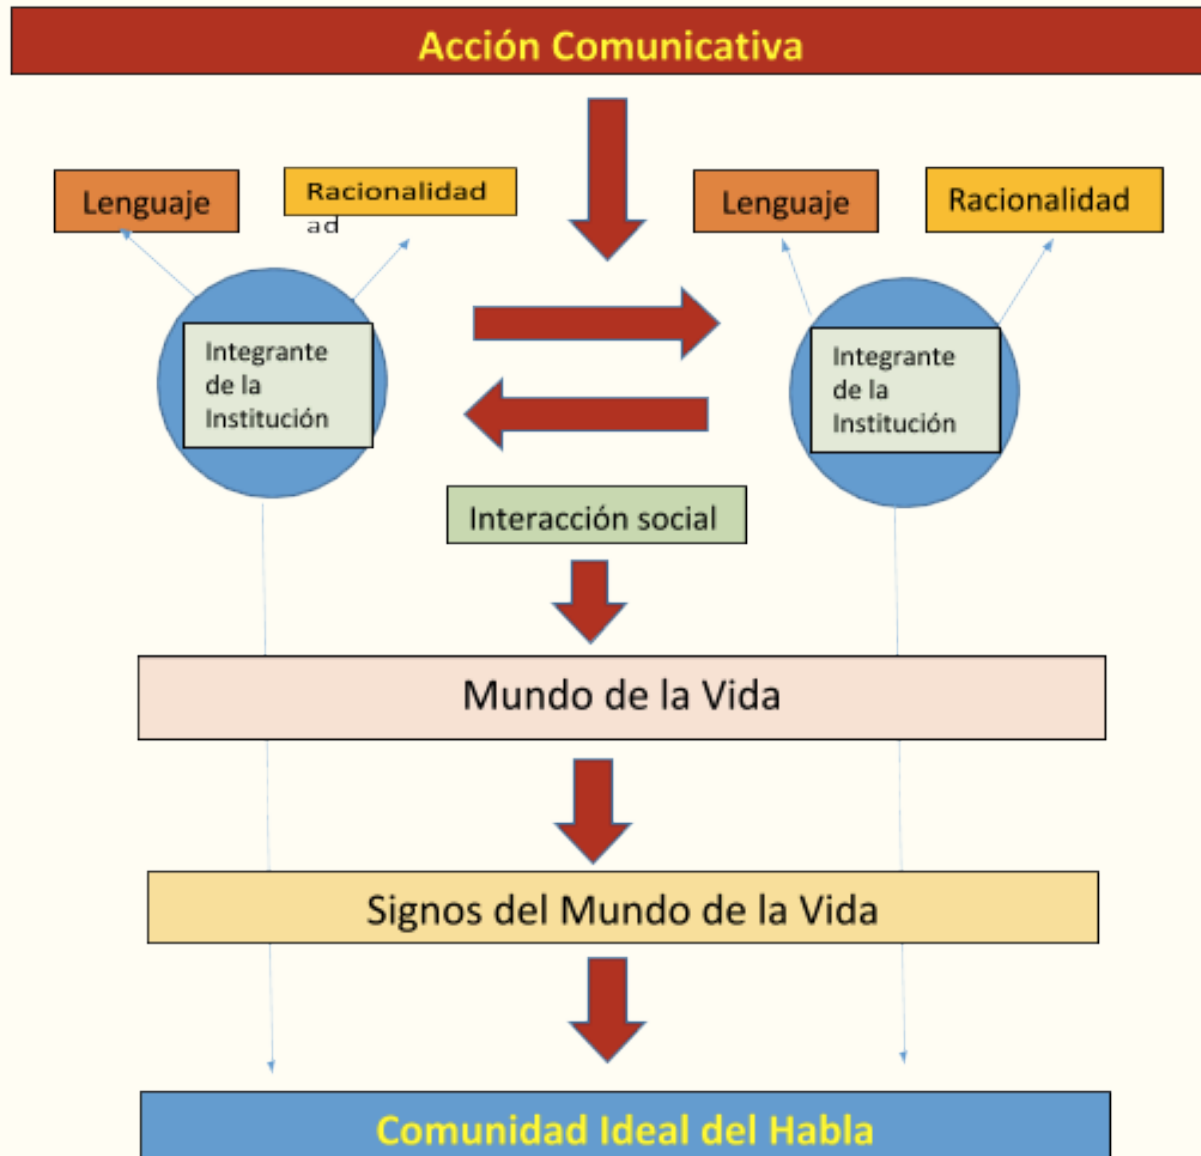 Acción Comunicativa
Lenguaje
Racionalidad
ad
Lenguaje
Racionalidad
Integrante
de la
Institución
Integrante
de la
Institución
Interacción social
Mundo de la Vida
Signos del Mundo de la Vida
Comunidad Ideal del Habla